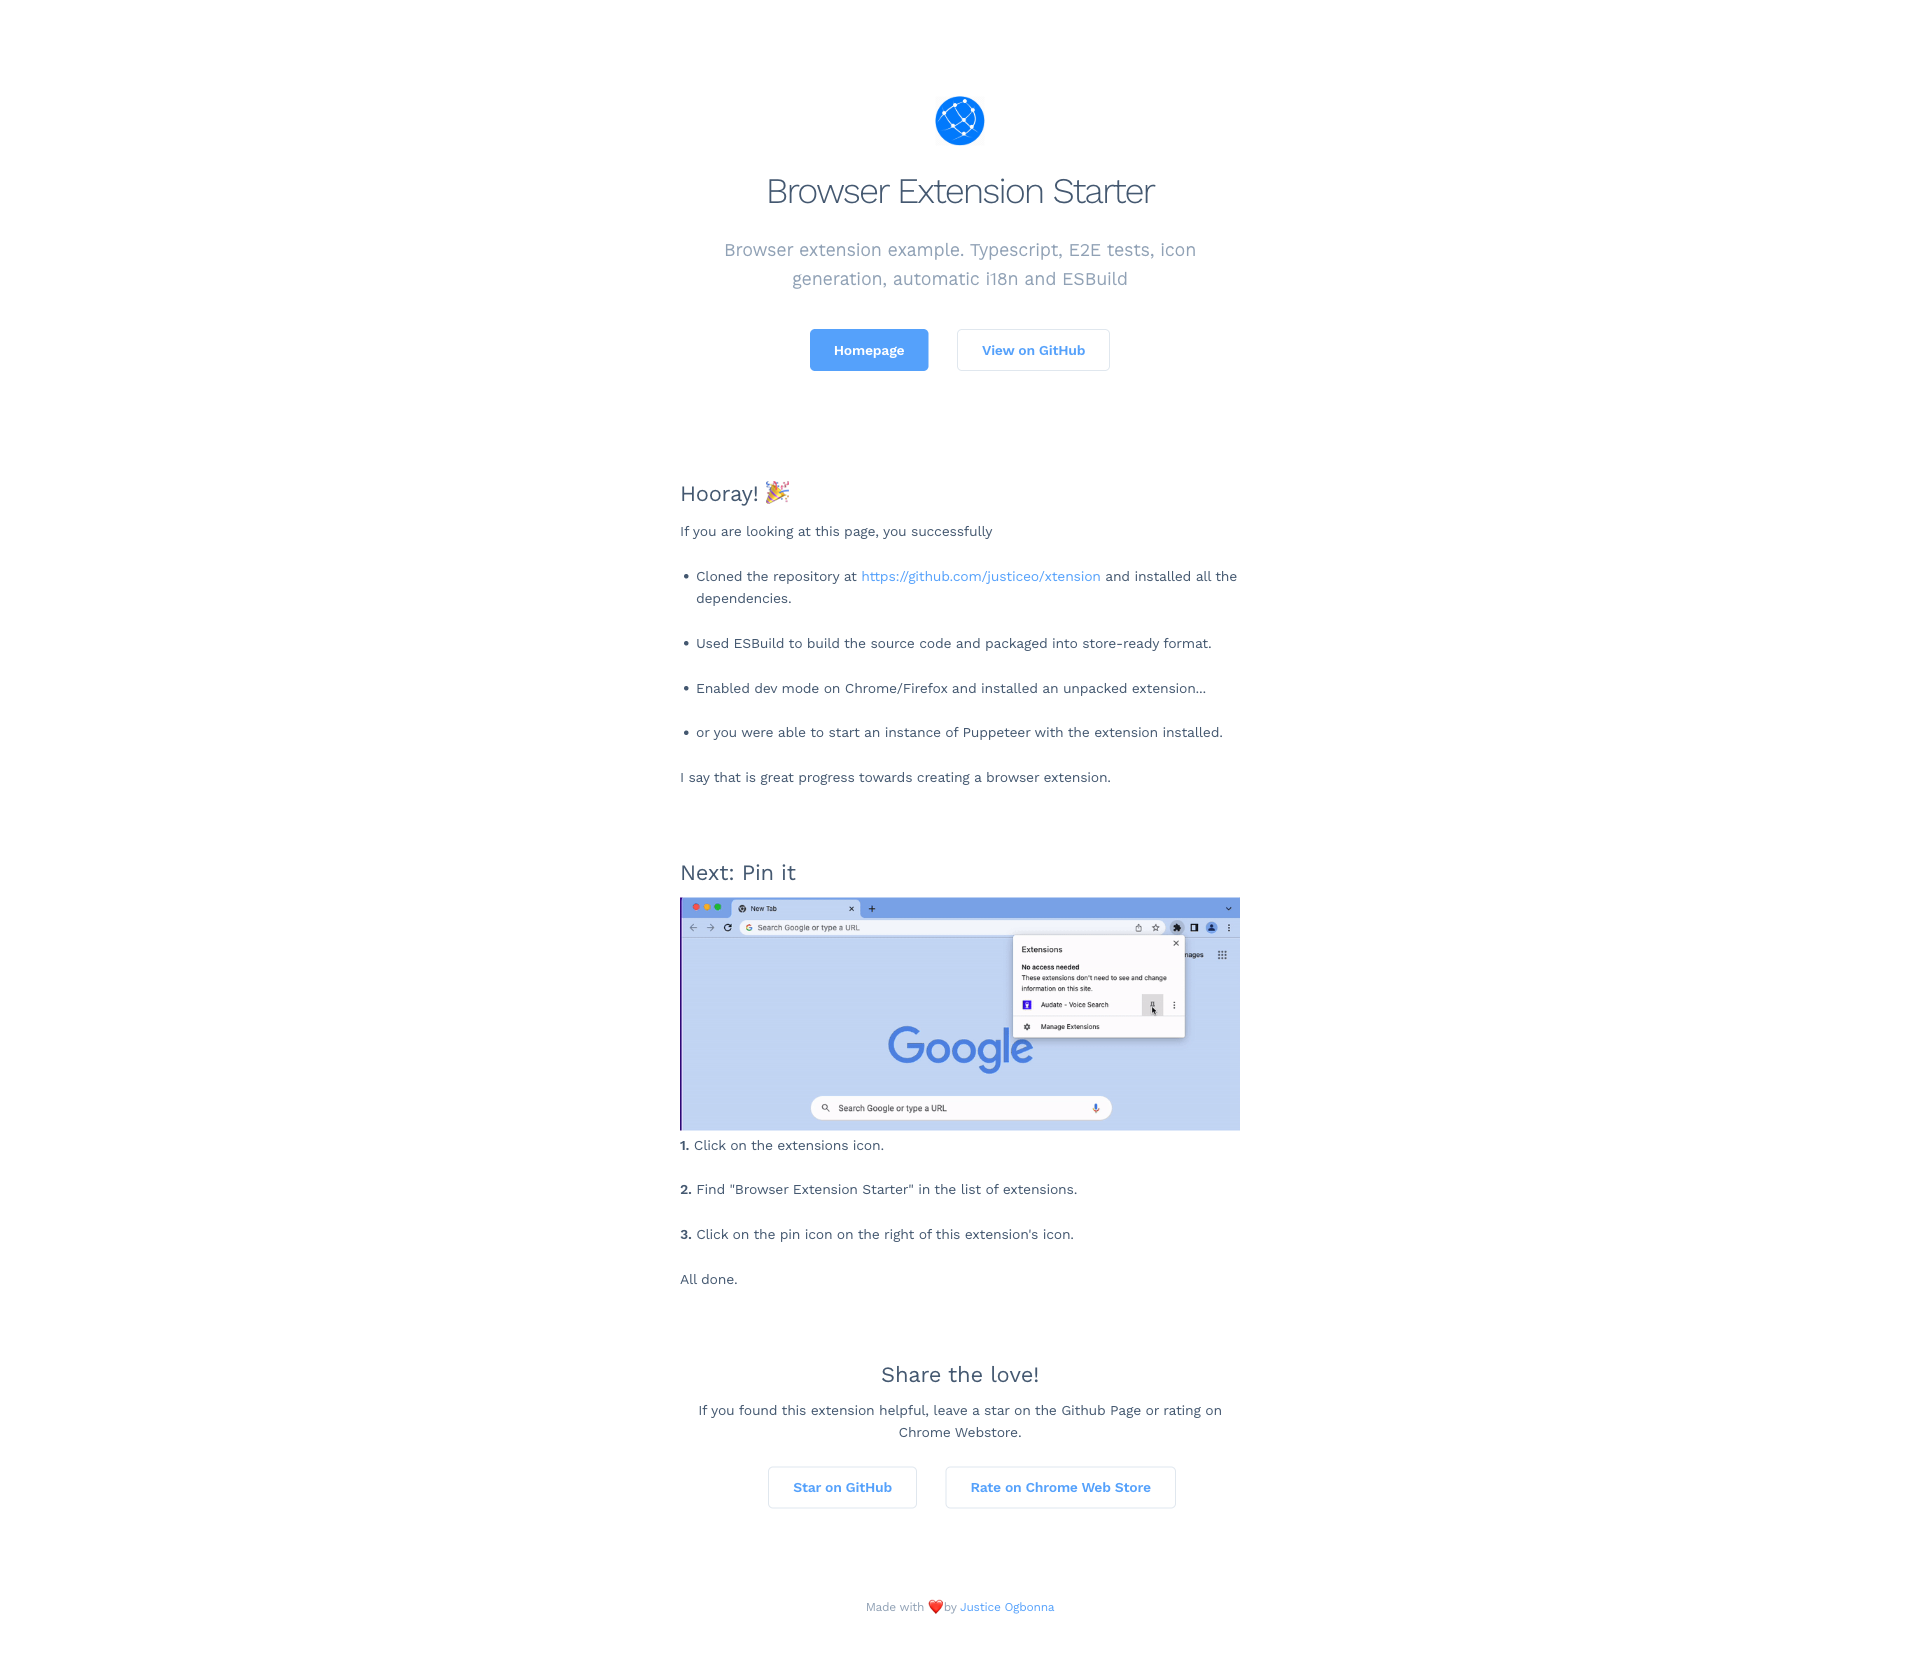 Browser Extension Starter
Browser extension example. Typescript, E2E tests, icon
generation, automatic i18n and ESBuild
Homepage
View on GitHub
Hooray! 🎉
If you are looking at this page, you successfully
• Cloned the repository at https://github.com/justiceo/xtension and installed all the
dependencies.
• Used ESBuild to build the source code and packaged into store-ready format.
• Enabled dev mode on Chrome/Firefox and installed an unpacked extension...
• or you were able to start an instance of Puppeteer with the extension installed.
I say that is great progress towards creating a browser extension.
Next: Pin it
New Tab
Search Google or type a URL
Extensions
No access needed
These extensions don't need to see and change
information on this site.
Audate - Voice Search
Manage Extensions
Google
Search Google or type a URL
1. Click on the extensions icon.
2. Find "Browser Extension Starter" in the list of extensions.
3. Click on the pin icon on the right of this extension's icon.
All done.
Share the love!
If you found this extension helpful, leave a star on the Github Page or rating on
Chrome Webstore.
Star on GitHub
Rate on Chrome Web Store
Made with ❤️by Justice Ogbonna